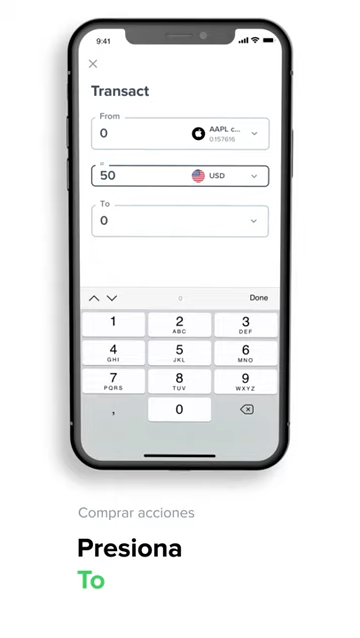 9:41
Transact
From
0
AAPL c...
0.157616
=
50
USD
To
0
0
Done
1
2
3
ABC
DEF
4
5
6
GHI
JKL
MNO
7
8
9
PQRS
TUV
WXYZ
,
0
Comprar acciones
Presiona
To